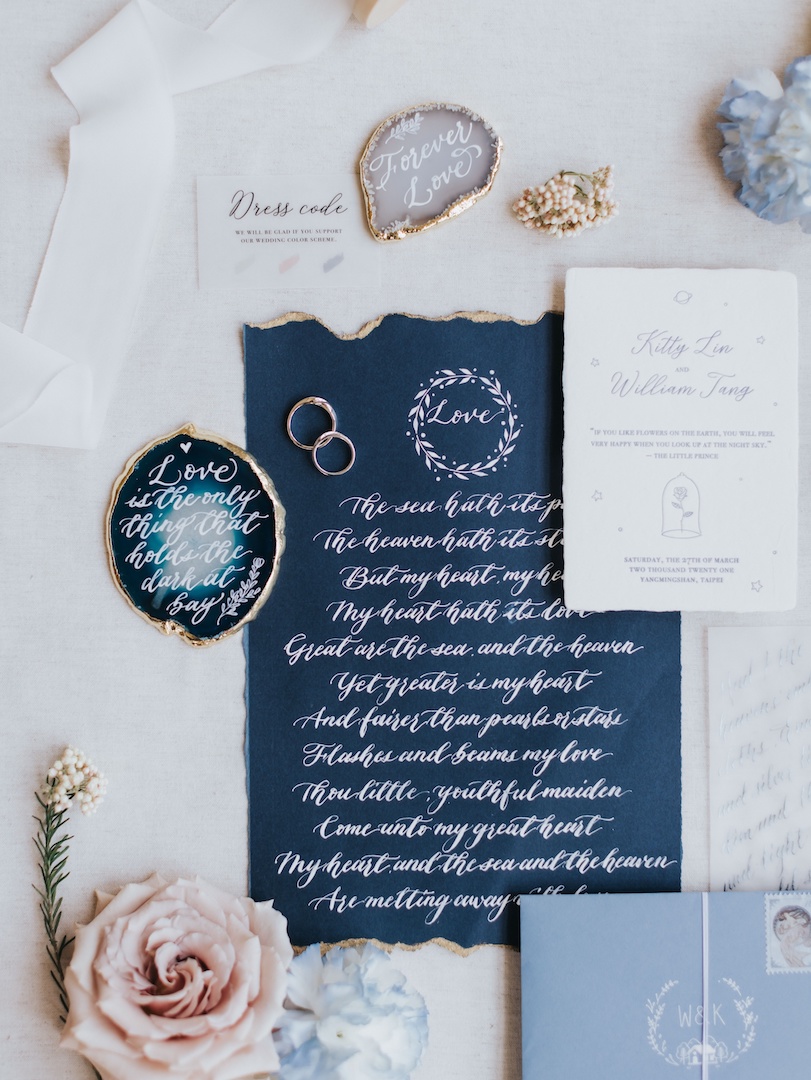 Forever
Love
Dress code
WE WILL BE GLAD IF YOU SUPPORT
OUR WEDDING COLOR SCHEME.
Kitty Lin
AND
William Tang
"IF YOU LIKE FLOWERS ON THE EARTH, YOU WILL FEEL
VERY HAPPY WHEN YOU LOOK UP AT THE NIGHT SKY."
— THE LITTLE PRINCE
SATURDAY, THE 27TH OF MARCH
TWO THOUSAND TWENTY ONE
YANGMINGSHAN, TAIPEI
Love
is the only
thing that
holds the
dark at
bay
Love
The sea hath its
The heaven hath its
But my heart, my
My heart hath its love
Great are the sea, and the heaven
Yet greater is my heart
And fairer than pearls or stars
Flashes and beams my love
Thou little, youthful maiden
Come unto my great heart
My heart, and the sea and the heaven
Are metting away
W&K